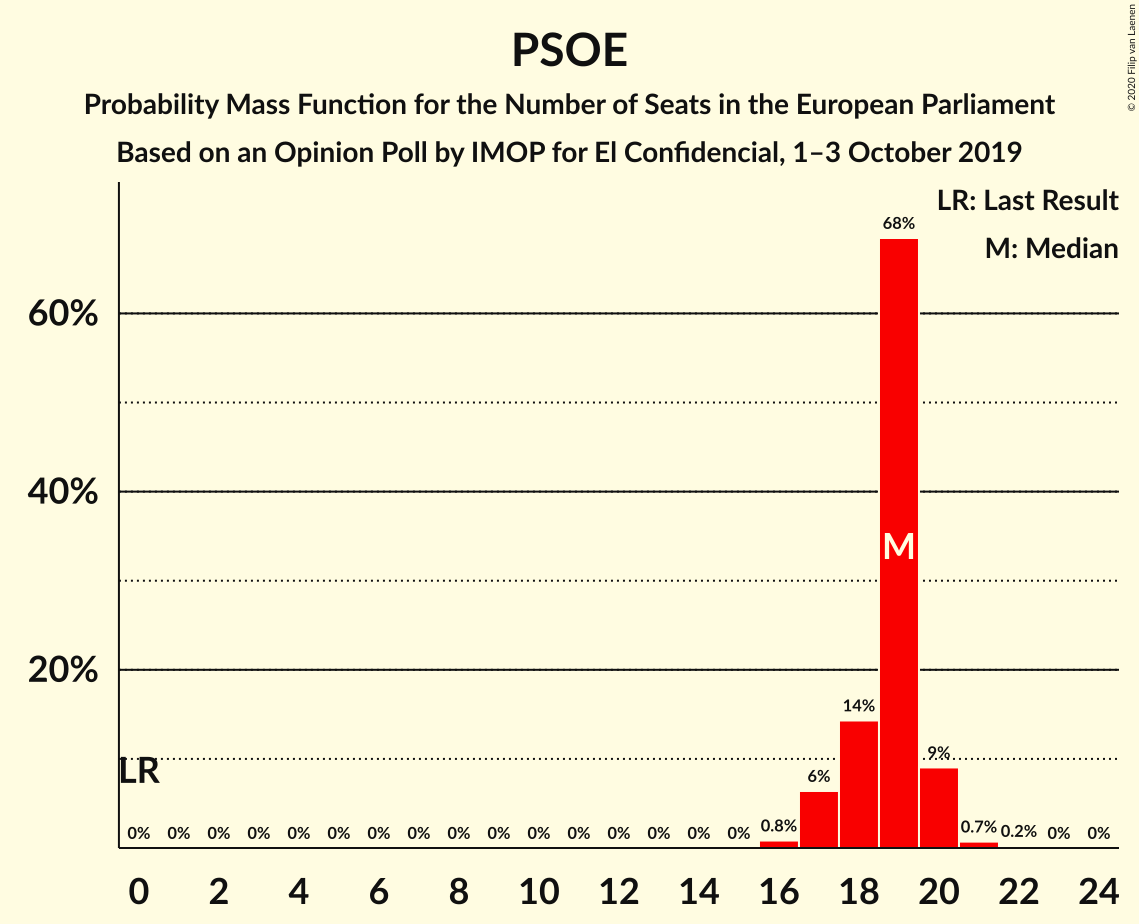 PSOE
Probability Mass Function for the Number of Seats in the European Parliament
Based on an Opinion Poll by IMOP for El Confidencial, 1–3 October 2019
© 2020 Filip van Laenen
LR: Last Result
M: Median
60%
40%
20%
68%
M
14%
9%
6%
LR
0% 0% 0% 0% 0% 0% 0% 0% 0% 0% 0% 0% 0% 0% 0% 0% 0.8% 0.7% 0.2% 0% 0%
0 2 4 6 8 10 12 14 16 18 20 22 24